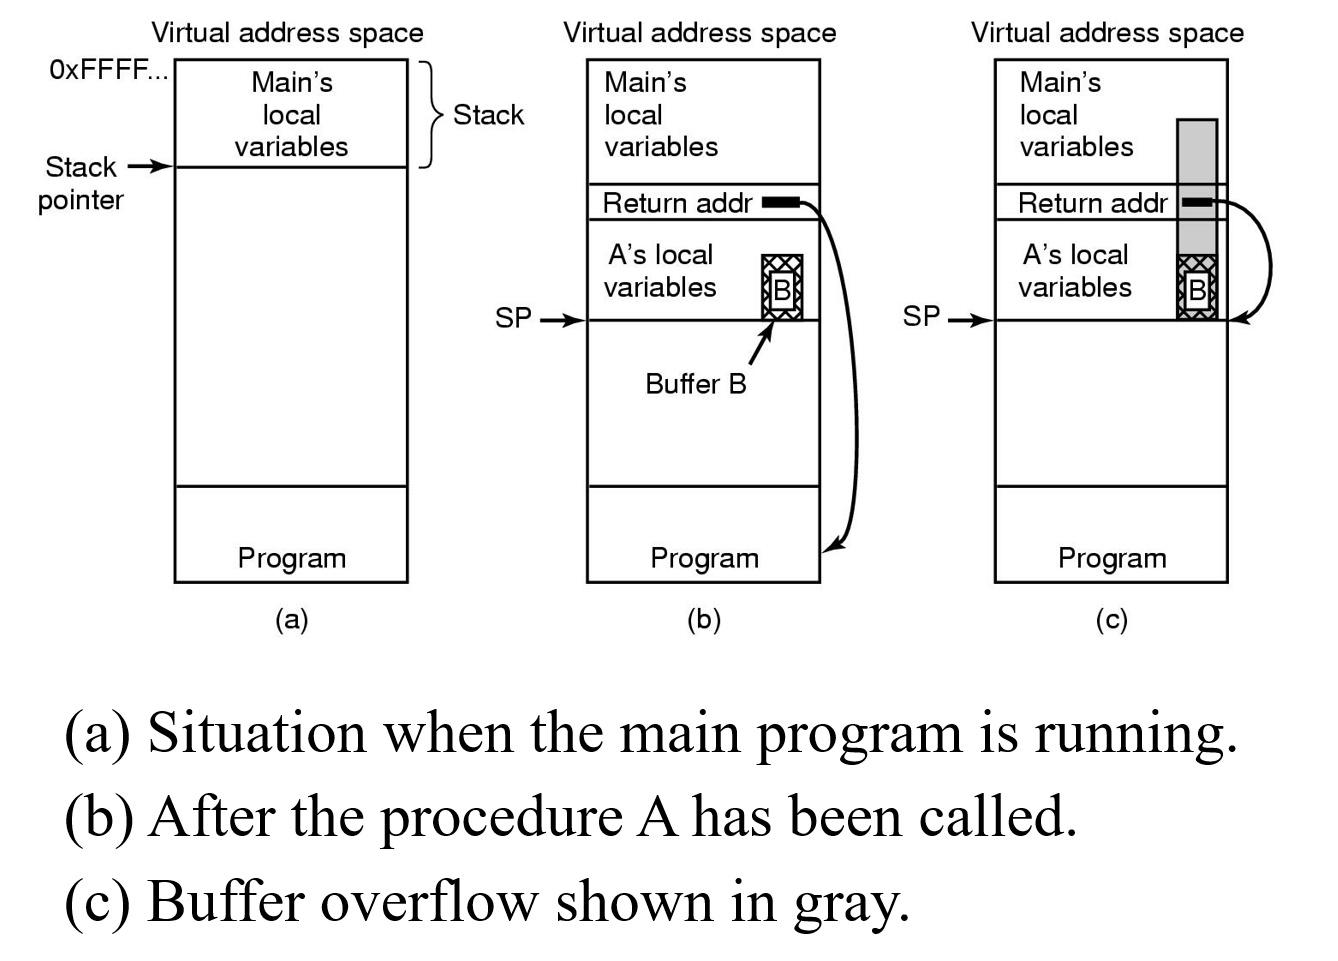 Virtual address space
0xFFFF...
Main's
local
variables
Stack
Stack
pointer
Program
(a)
Virtual address space
Main's
local
variables
Return addr
A's local
variables
B
SP
Buffer B
Program
(b)
Virtual address space
Main's
local
variables
Return addr
A's local
variables
B
SP
Program
(c)
(a) Situation when the main program is running.
(b) After the procedure A has been called.
(c) Buffer overflow shown in gray.